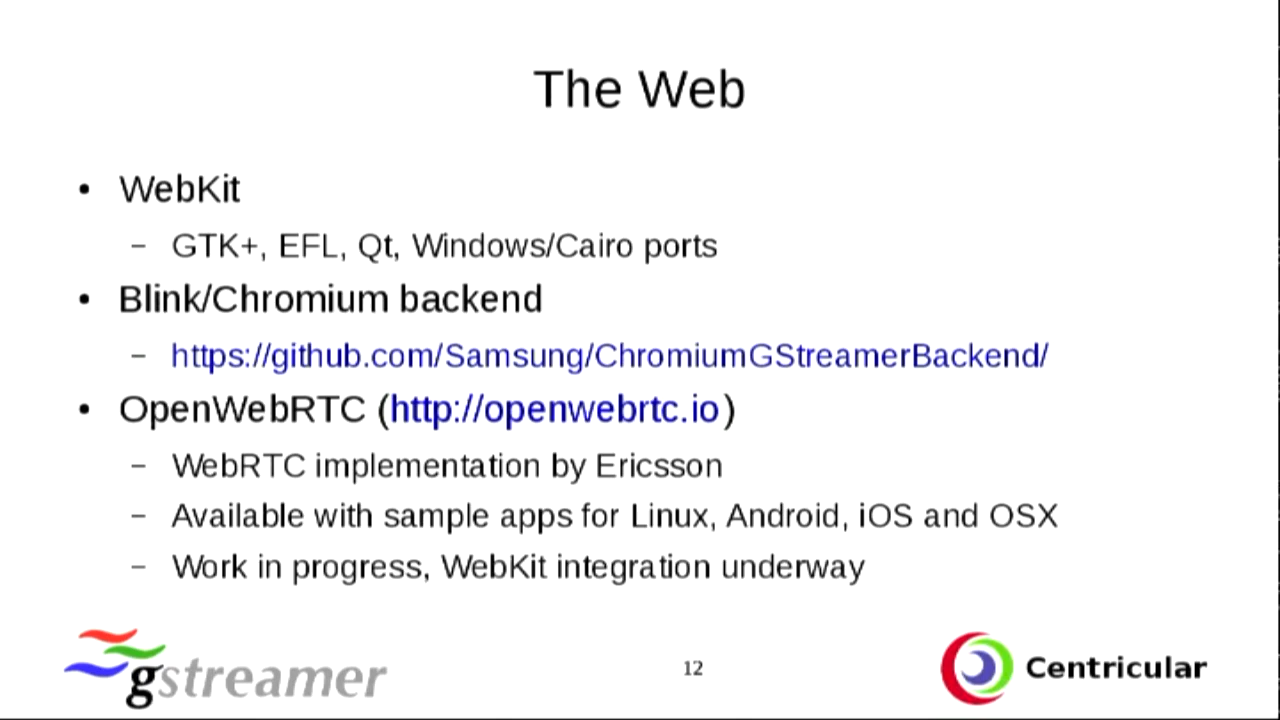 The Web
• WebKit
– GTK+, EFL, Qt, Windows/Cairo ports
• Blink/Chromium backend
– https://github.com/Samsung/ChromiumGStreamerBackend/
• OpenWebRTC (http://openwebrtc.io)
– WebRTC implementation by Ericsson
– Available with sample apps for Linux, Android, iOS and OSX
– Work in progress, WebKit integration underway
gstreamer
12
Centricular